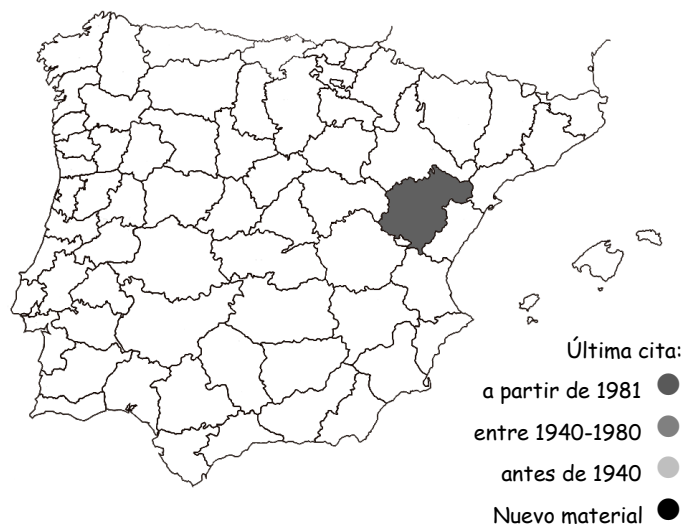 Última cita:
a partir de 1981
entre 1940-1980
antes de 1940
Nuevo material